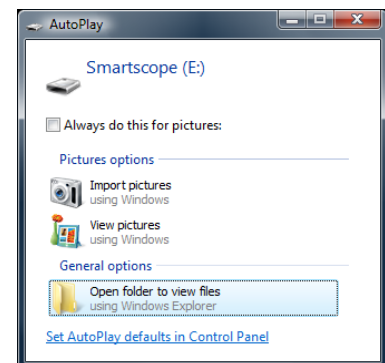 AutoPlay
Smartscope (E:)
Always do this for pictures:
Pictures options
Import pictures
using Windows
View pictures
using Windows
General options
Open folder to view files
using Windows Explorer
Set AutoPlay defaults in Control Panel